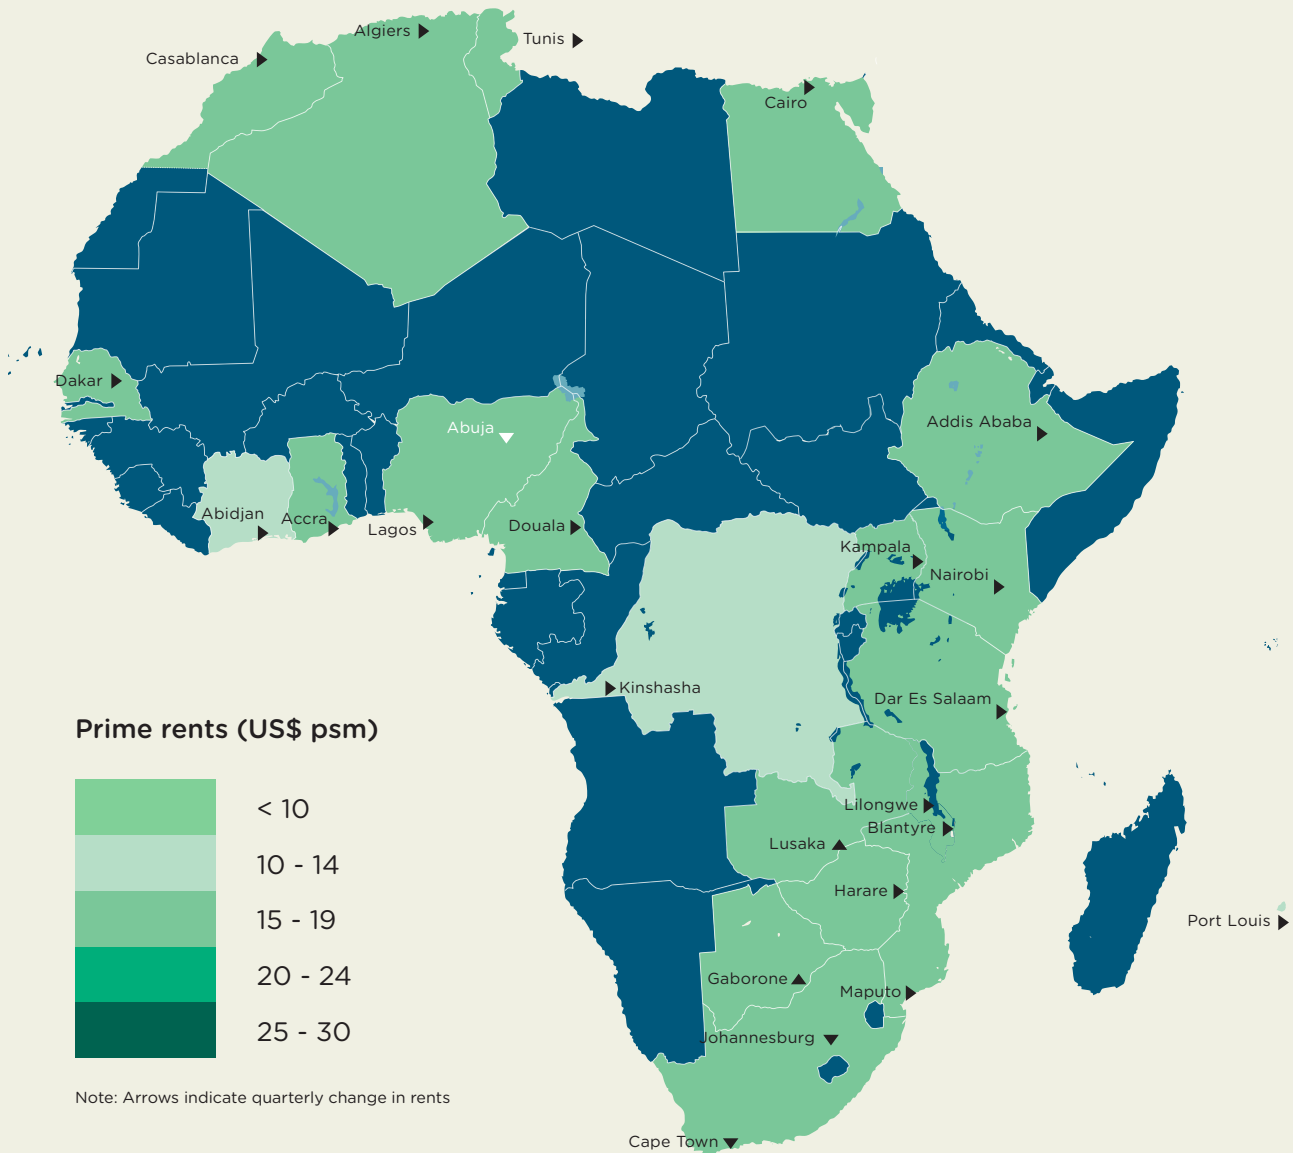 Algiers
Tunis
Casablanca
Cairo
Dakar
Addis Ababa
Abuja
Abidjan
Accra
Lagos
Douala
Kampala
Nairobi
Kinshasha
Dar Es Salaam
Prime rents (US$ psm)
< 10
10 - 14
15 - 19
20 - 24
25 - 30
Lilongwe
Blantyre
Lusaka
Harare
Port Louis
Gaborone
Maputo
Johannesburg
Note: Arrows indicate quarterly change in rents
Cape Town